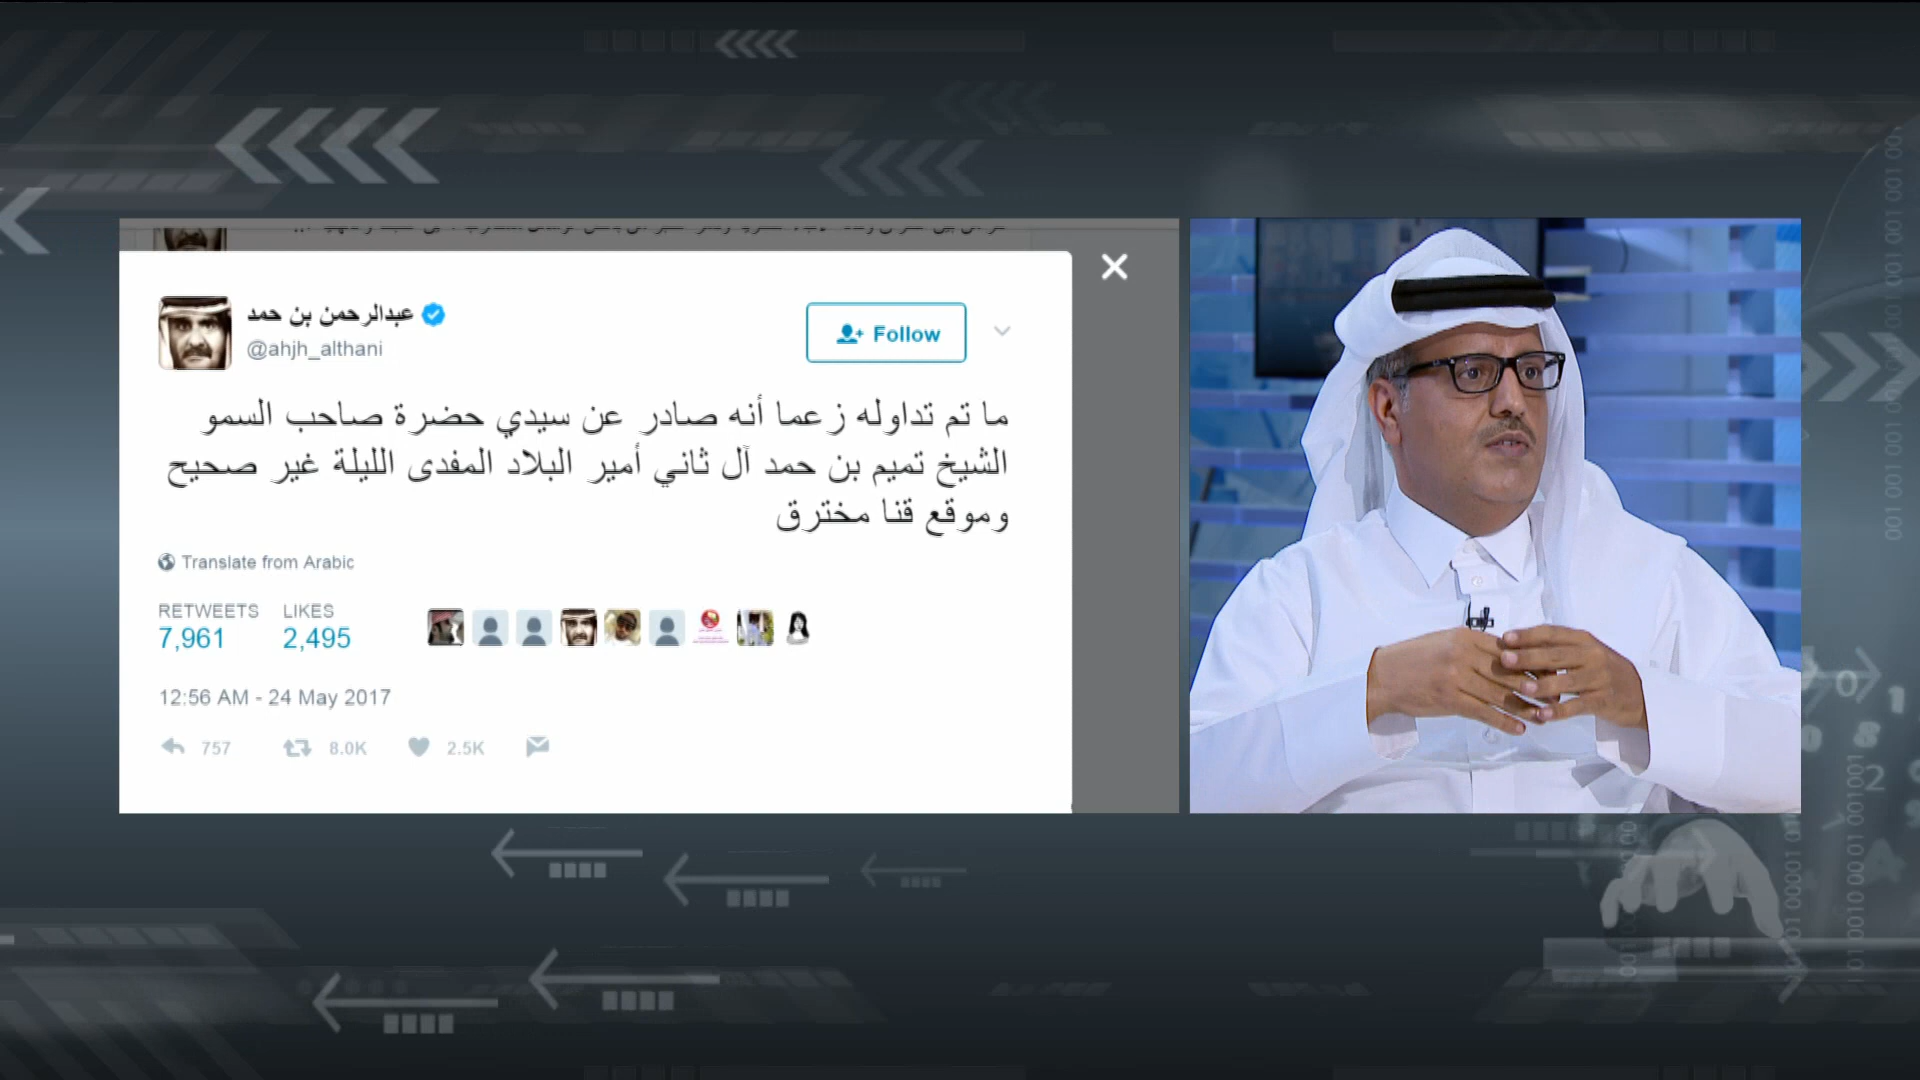 عبدالرحمن بن حمد
@ahjh_althani
Follow
ما تم تداوله زعما أنه صادر عن سيدي حضرة صاحب السمو
الشيخ تميم بن حمد آل ثاني أمير البلاد المفدى الليلة غير صحيح
وموقع قنا مخترق
Translate from Arabic
RETWEETS LIKES
7,961 2,495
12:56 AM - 24 May 2017
757 8.0K 2.5K